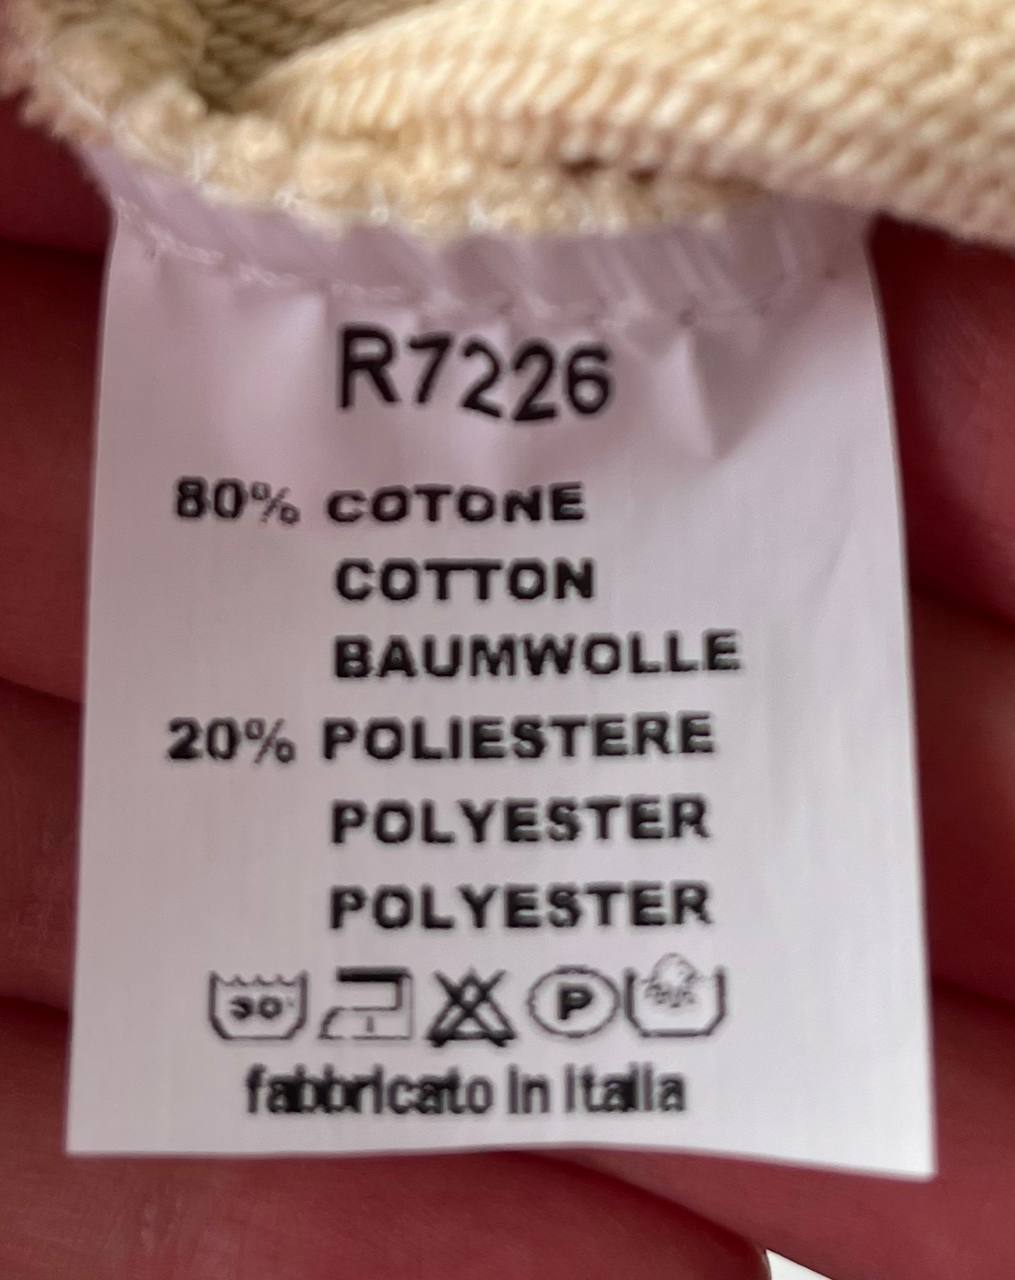 R7226
80% COTONE
COTTON
BAUMWOLLE
20% POLIESTERE
POLYESTER
POLYESTER
30° P
fabbricato in Italia